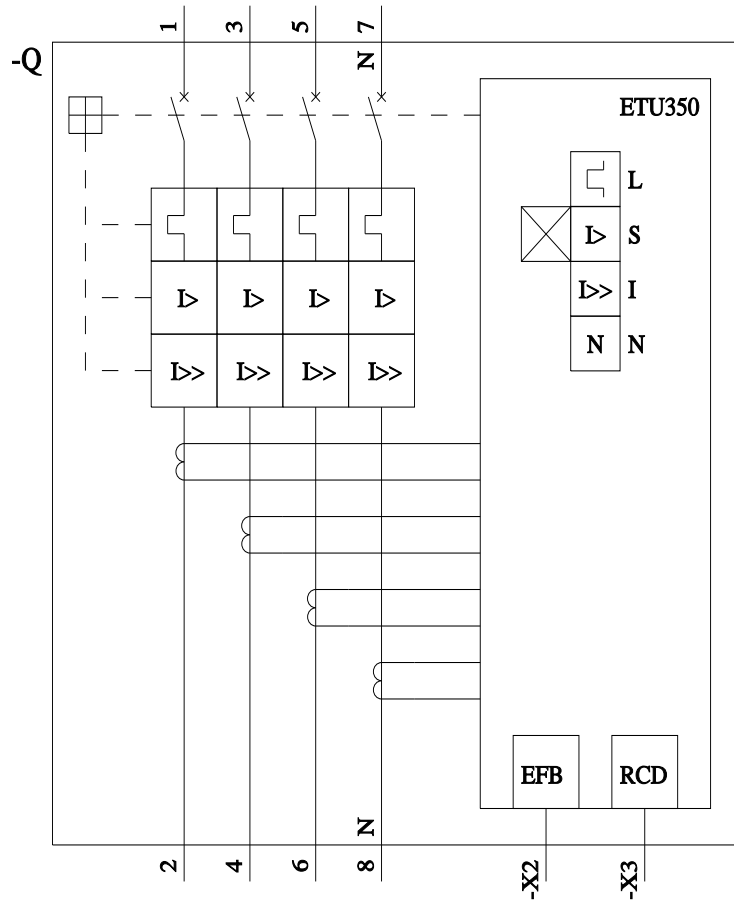 1 3 5 7
-Q N
ETU350
L
I> S
I> I> I> I> I>> I
N N
I>> I>> I>> I>>
EFB RCD
N
2 4 6 8 -X2 -X3